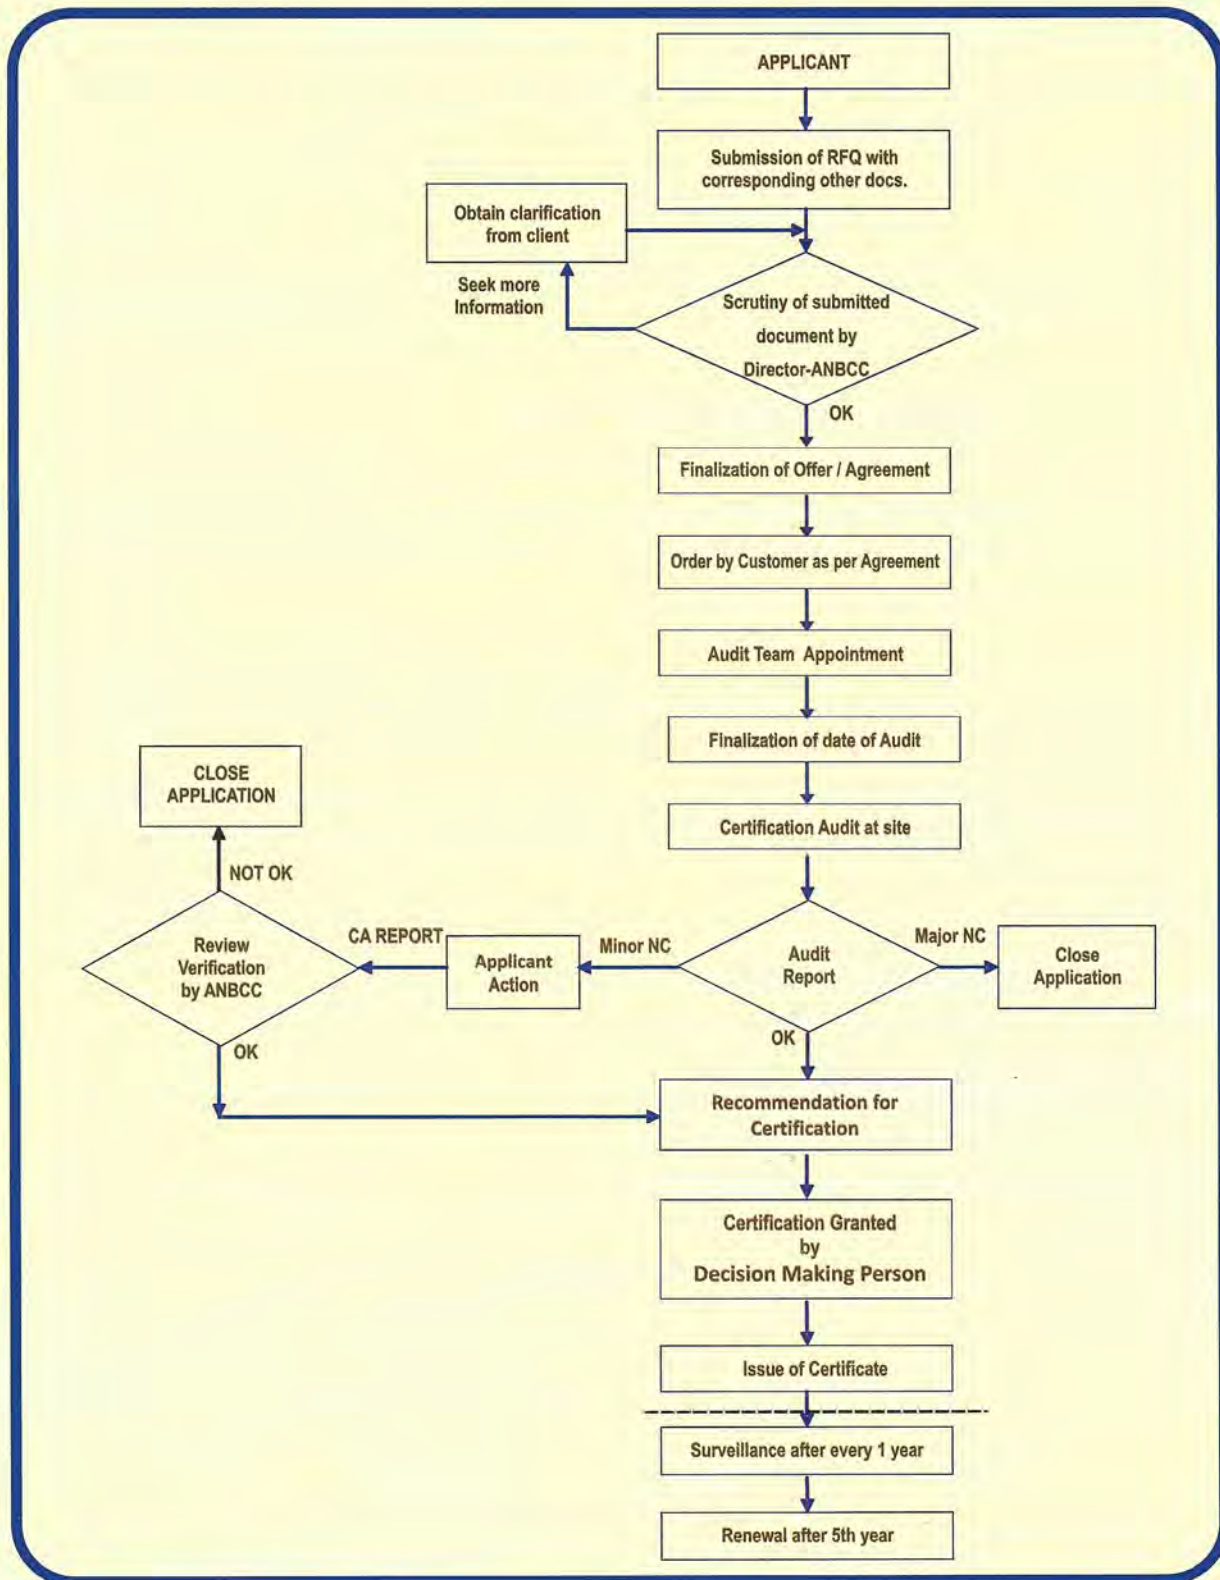 APPLICANT
Submission of RFQ with
corresponding other docs.
Obtain clarification
from client
Seek more
Information
Scrutiny of submitted
document by
Director-ANBCC
OK
Finalization of Offer / Agreement
Order by Customer as per Agreement
Audit Team Appointment
Finalization of date of Audit
CLOSE
APPLICATION
Certification Audit at site
NOT OK
Review
Verification
by ANBCC
CA REPORT
Applicant
Action
Minor NC
Audit
Report
Major NC
Close
Application
OK
OK
Recommendation for
Certification
Certification Granted
by
Decision Making Person
Issue of Certificate
Surveillance after every 1 year
Renewal after 5th year